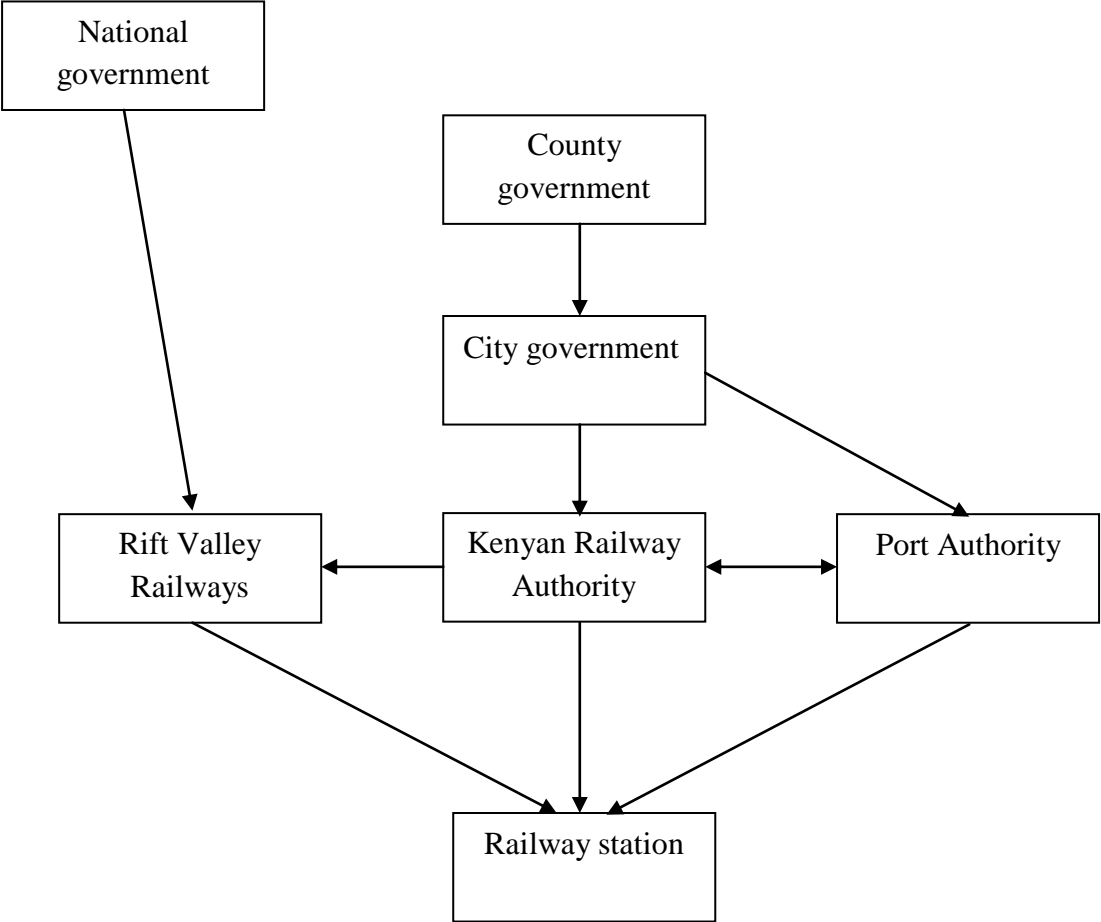 National
government
County
government
City government
Rift Valley
Railways
Kenyan Railway
Authority
Port Authority
Railway station